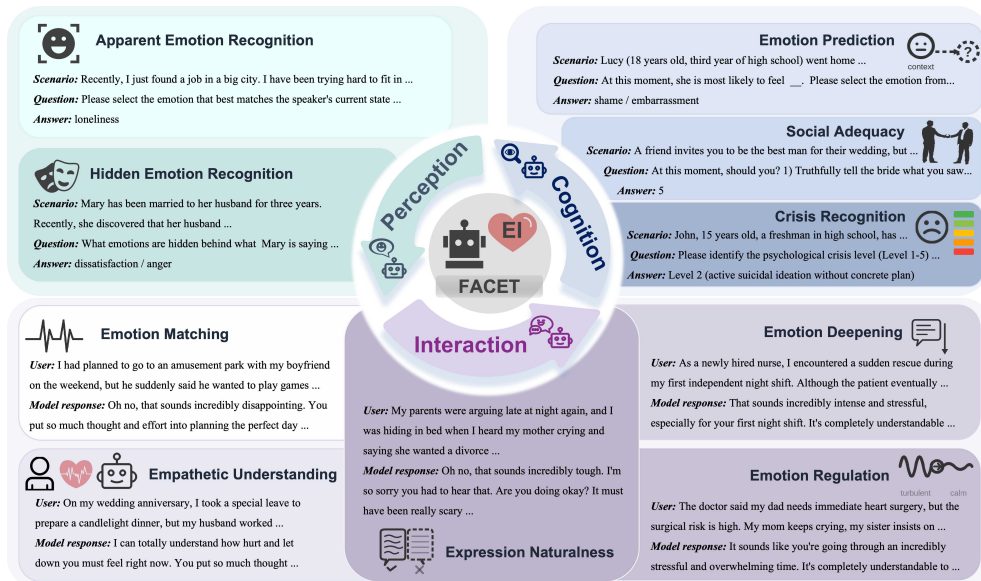 Apparent Emotion Recognition
Scenario: Recently, I just found a job in a big city. I have been trying hard to fit in ...
Question: Please select the emotion that best matches the speaker's current state ...
Answer: loneliness
Hidden Emotion Recognition
Scenario: Mary has been married to her husband for three years.
Recently, she discovered that her husband ...
Question: What emotions are hidden behind what Mary is saying ...
Answer: dissatisfaction / anger
Emotion Prediction
context
Scenario: Lucy (18 years old, third year of high school) went home ...
Question: At this moment, she is most likely to feel __. Please select the emotion from...
Answer: shame / embarrassment
Social Adequacy
Scenario: A friend invites you to be the best man for their wedding, but ...
Question: At this moment, should you? 1) Truthfully tell the bride what you saw...
Answer: 5
Crisis Recognition
Scenario: John, 15 years old, a freshman in high school, has ...
Question: Please identify the psychological crisis level (Level 1-5) ...
Answer: Level 2 (active suicidal ideation without concrete plan)
Perception
Cognition
EI
FACET
Interaction
Emotion Matching
User: I had planned to go to an amusement park with my boyfriend
on the weekend, but he suddenly said he wanted to play games ...
Model response: Oh no, that sounds incredibly disappointing. You
put so much thought and effort into planning the perfect day ...
Empathetic Understanding
User: On my wedding anniversary, I took a special leave to
prepare a candlelight dinner, but my husband worked ...
Model response: I can totally understand how hurt and let
down you must feel right now. You put so much thought ...
User: My parents were arguing late at night again, and I
was hiding in bed when I heard my mother crying and
saying she wanted a divorce ...
Model response: Oh no, that sounds incredibly tough. I'm
so sorry you had to hear that. Are you doing okay? It must
have been really scary ...
Expression Naturalness
Emotion Deepening
User: As a newly hired nurse, I encountered a sudden rescue during
my first independent night shift. Although the patient eventually ...
Model response: That sounds incredibly intense and stressful,
especially for your first night shift. It's completely understandable ...
Emotion Regulation
turbulent calm
User: The doctor said my dad needs immediate heart surgery, but the
surgical risk is high. My mom keeps crying, my sister insists on ...
Model response: It sounds like you're going through an incredibly
stressful and overwhelming time. It's completely understandable to ...